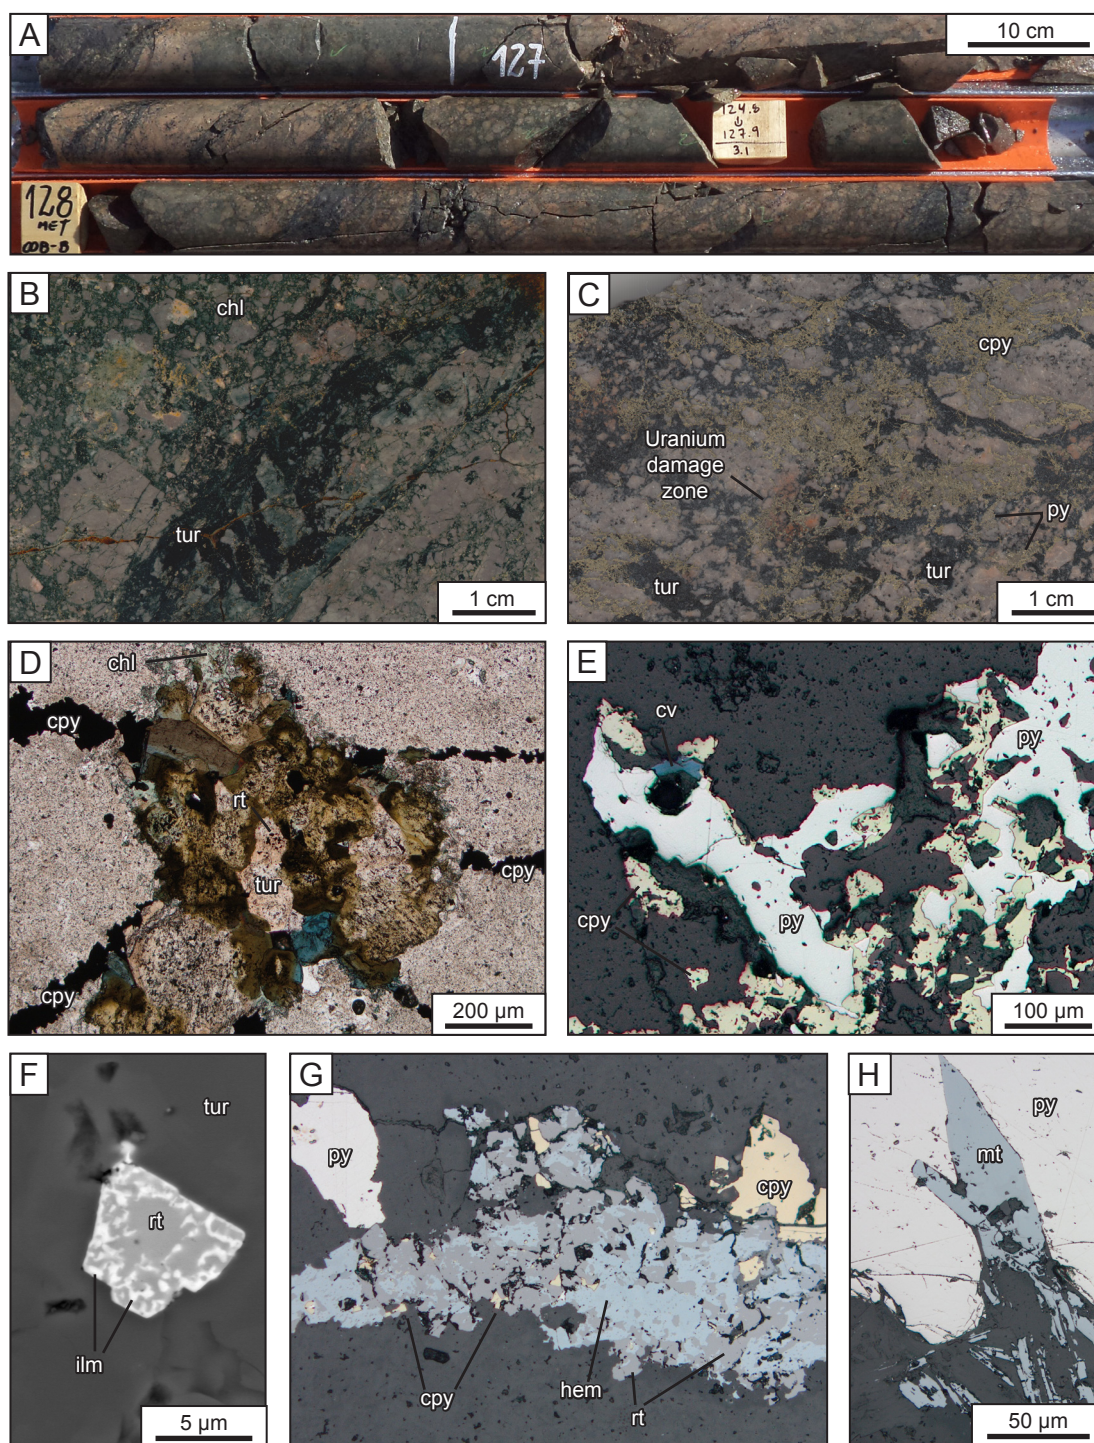 A
10 cm
127
124.8
↓
127.9
3.1
128
MET
B
chl
tur
1 cm
C
cpy
Uranium
damage
zone
py
tur
tur
1 cm
D
chl
cpy
rt
tur
cpy
cpy
200 µm
E
cv
py
py
cpy
100 µm
F
tur
rt
ilm
5 µm
G
py
cpy
cpy
hem
rt
H
py
mt
50 µm